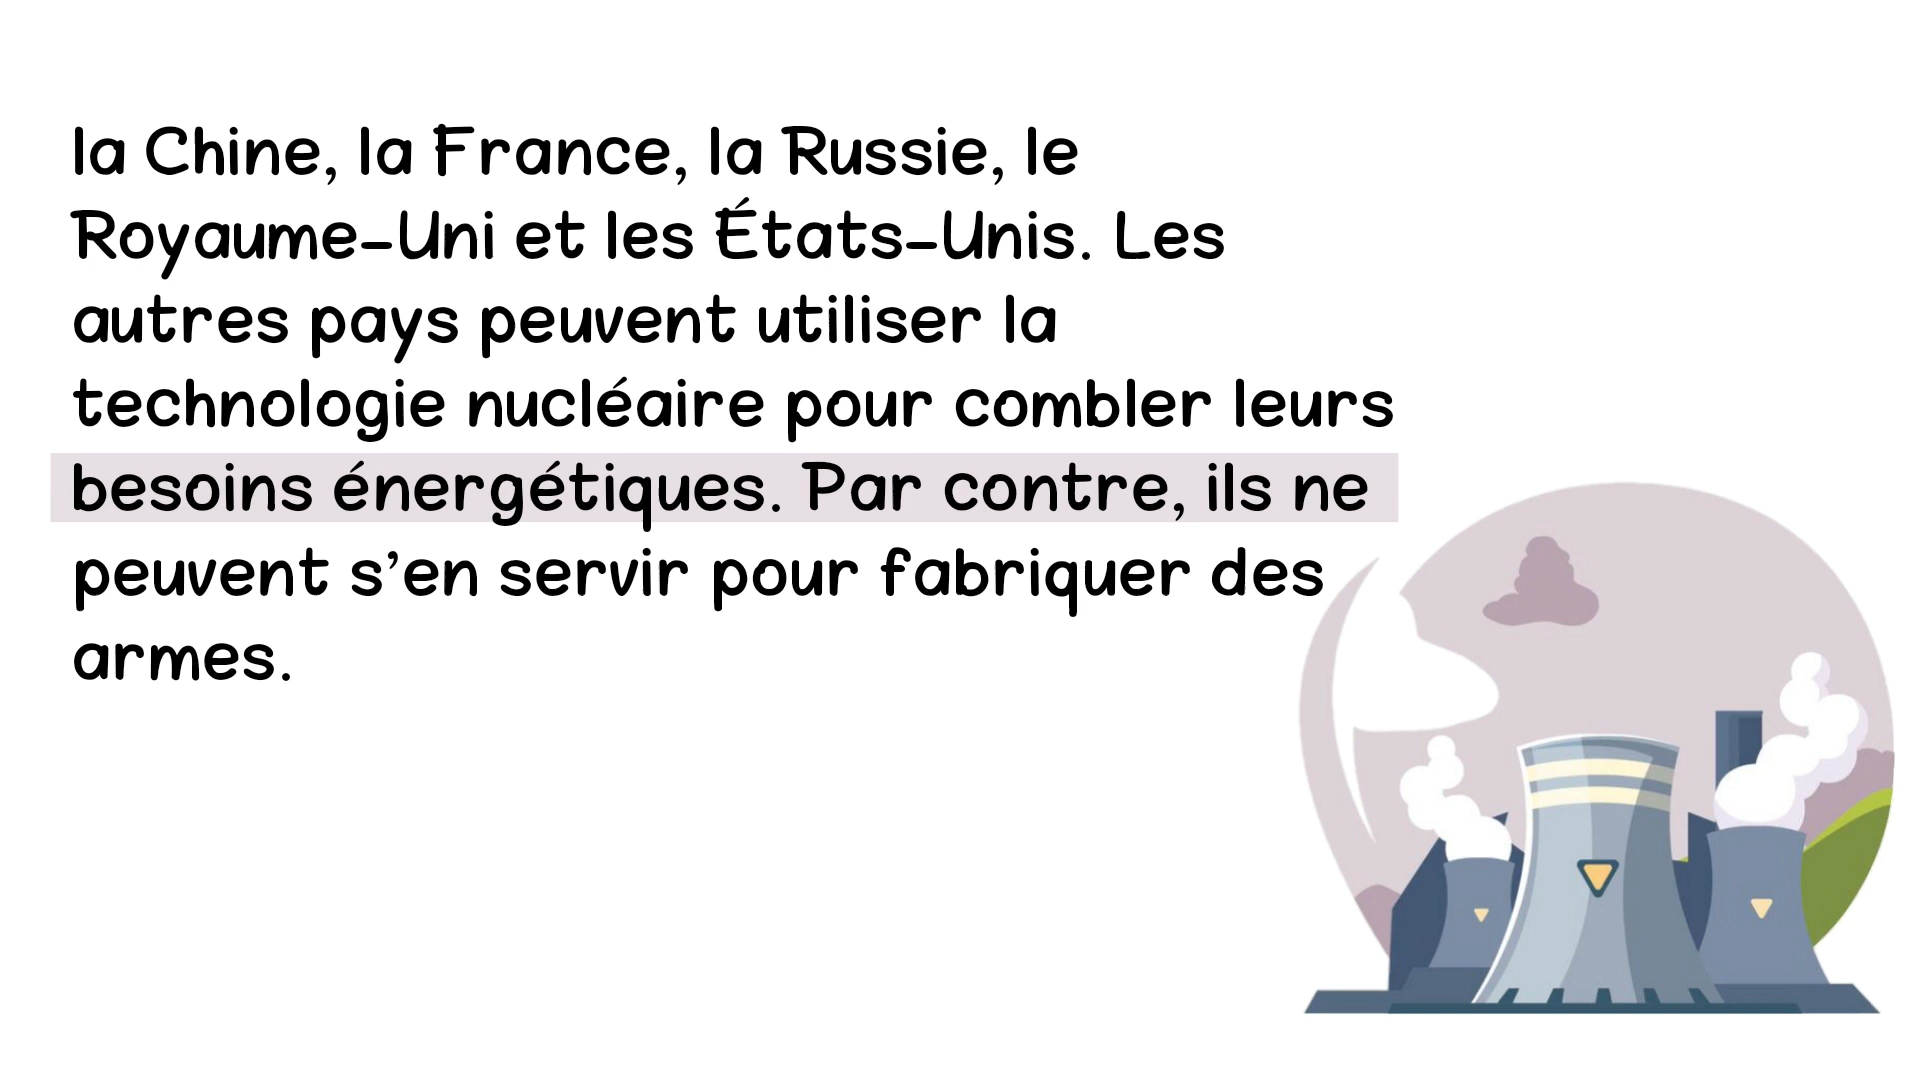 la Chine, la France, la Russie, le
Royaume-Uni et les États-Unis. Les
autres pays peuvent utiliser la
technologie nucléaire pour combler leurs
besoins énergétiques. Par contre, ils ne
peuvent s’en servir pour fabriquer des
armes.